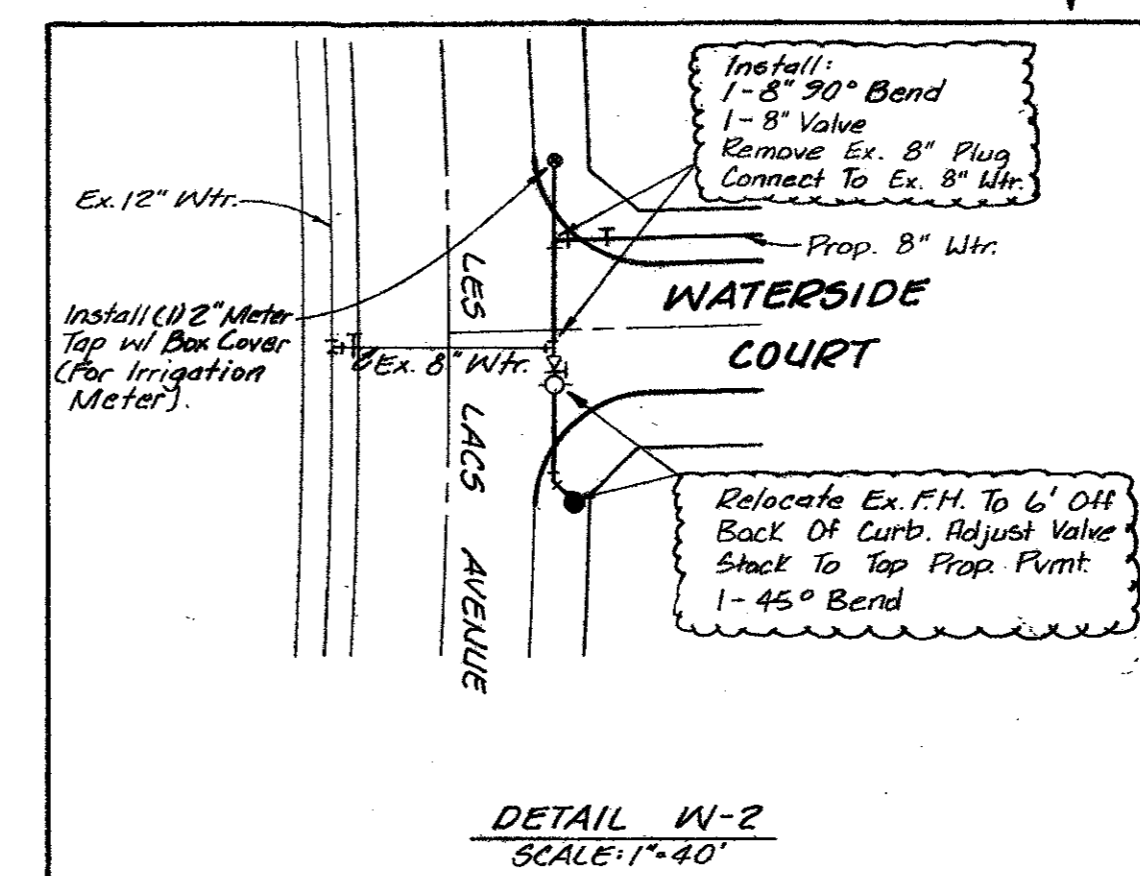 Install:
1-8" 90° Bend
1-8" Valve
Remove Ex. 8" Plug
Connect To Ex. 8" Wtr.
Ex. 12" Wtr.
Prop. 8" Wtr.
WATERSIDE
COURT
Install (1) 2" Meter
Tap w/ Box Cover
(For Irrigation
Meter).
Ex. 8" Wtr.
LES LACS AVENUE
Relocate Ex. F.H. To 6' Off
Back Of Curb. Adjust Valve
Stack To Top Prop. Pvmt.
1-45° Bend
DETAIL W-2
SCALE: 1"=40'